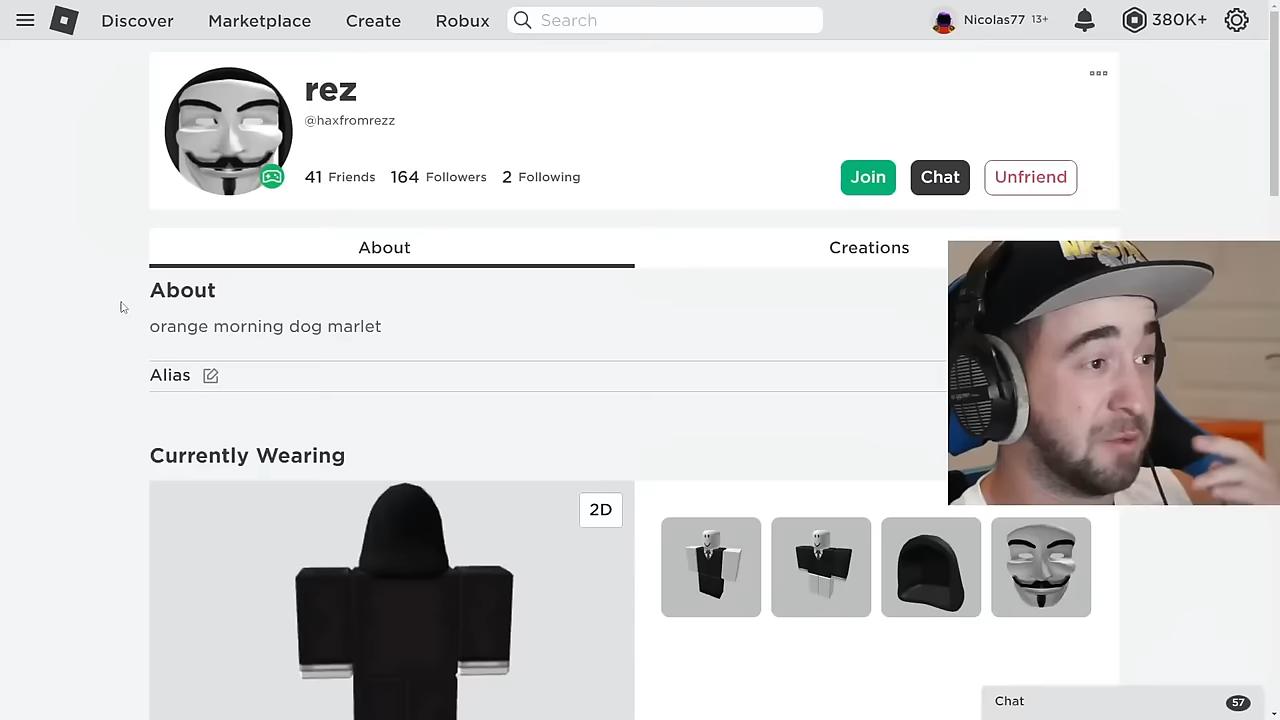 Discover Marketplace Create Robux Search Nicolas77 13+ 380K+
rez
@haxfromrezz
41 Friends 164 Followers 2 Following Join Chat Unfriend
About Creations
About
orange morning dog marlet
Alias
Currently Wearing
2D
Chat 57